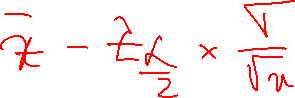 x̄ - z_{α/2} × σ/√n